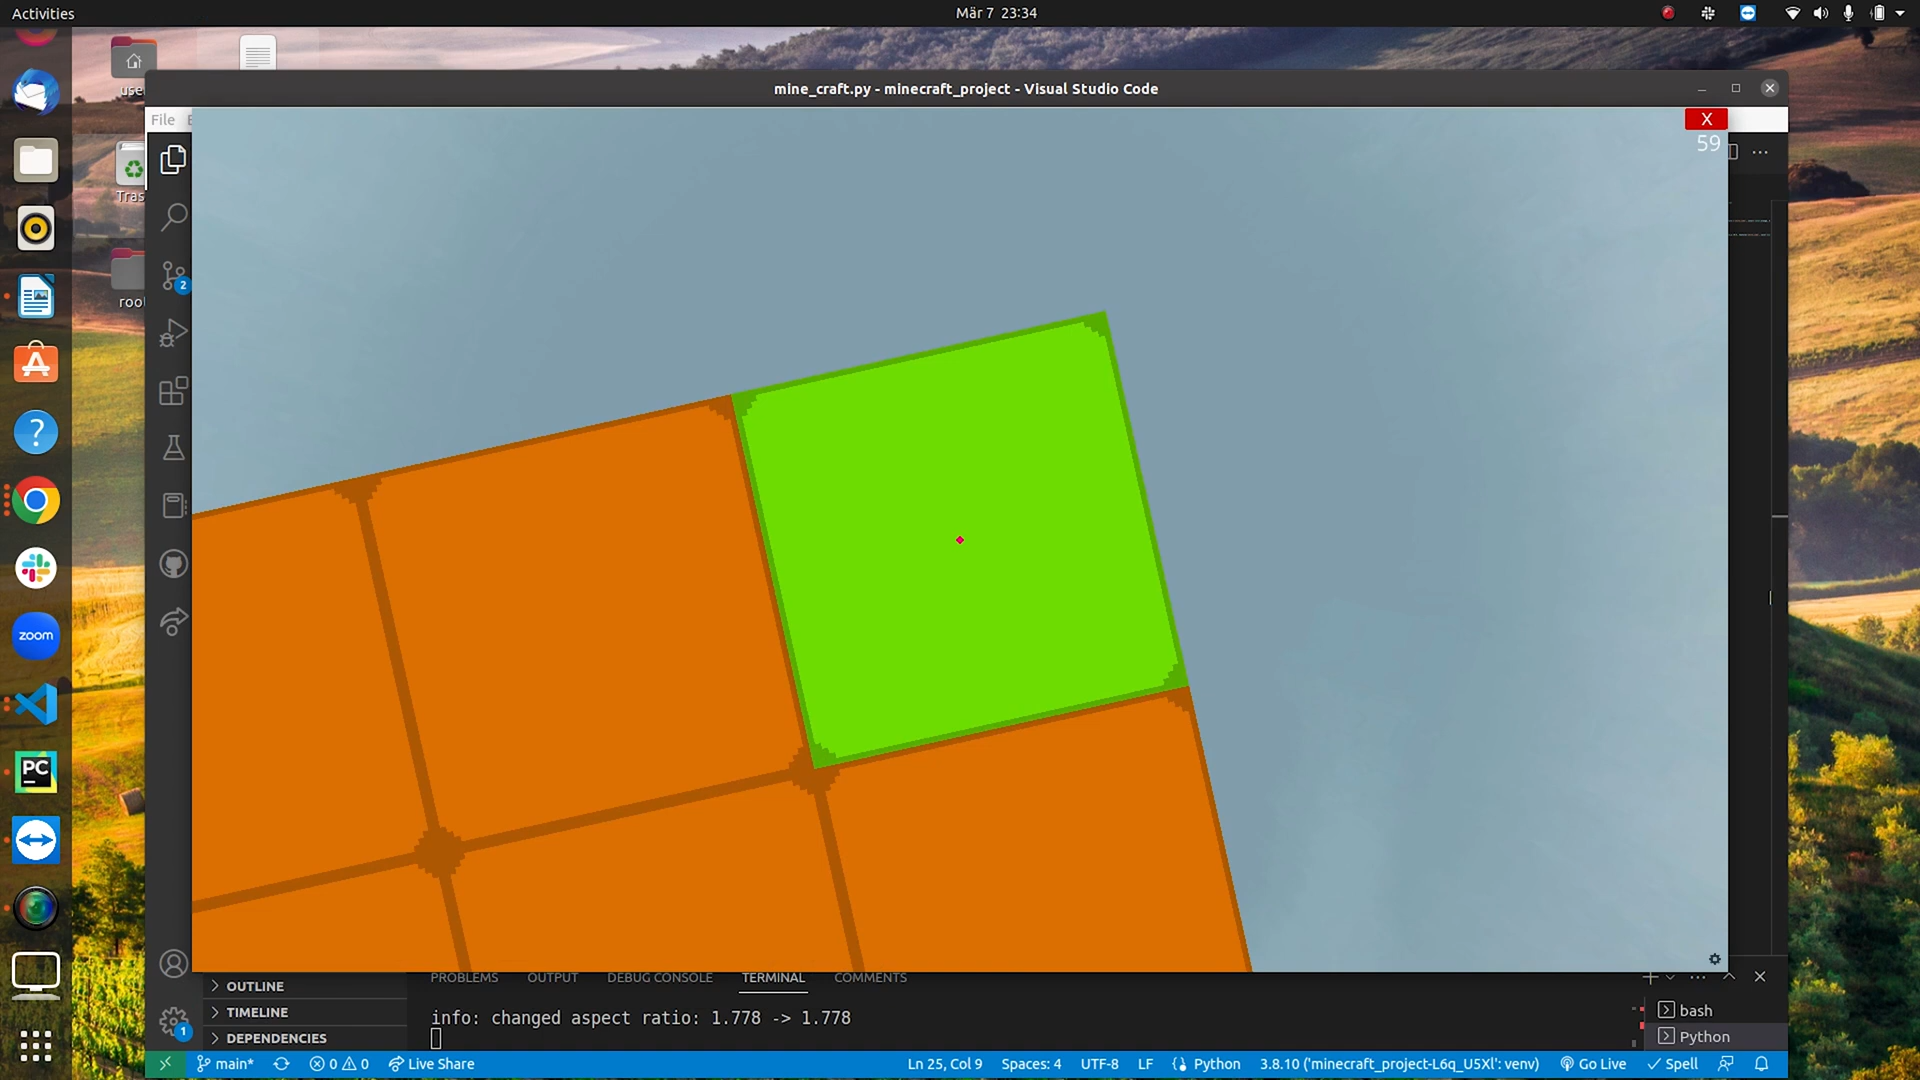 Activities
Mär 7 23:34
mine_craft.py - minecraft_project - Visual Studio Code
File
X
59
zoom
PC
2
OUTLINE
TIMELINE
DEPENDENCIES
1
PROBLEMS OUTPUT DEBUG CONSOLE TERMINAL COMMENTS
info: changed aspect ratio: 1.778 -> 1.778
bash
Python
main* 0 0 Live Share Ln 25, Col 9 Spaces: 4 UTF-8 LF Python 3.8.10 ('minecraft_project-L6q_U5Xl': venv) Go Live Spell